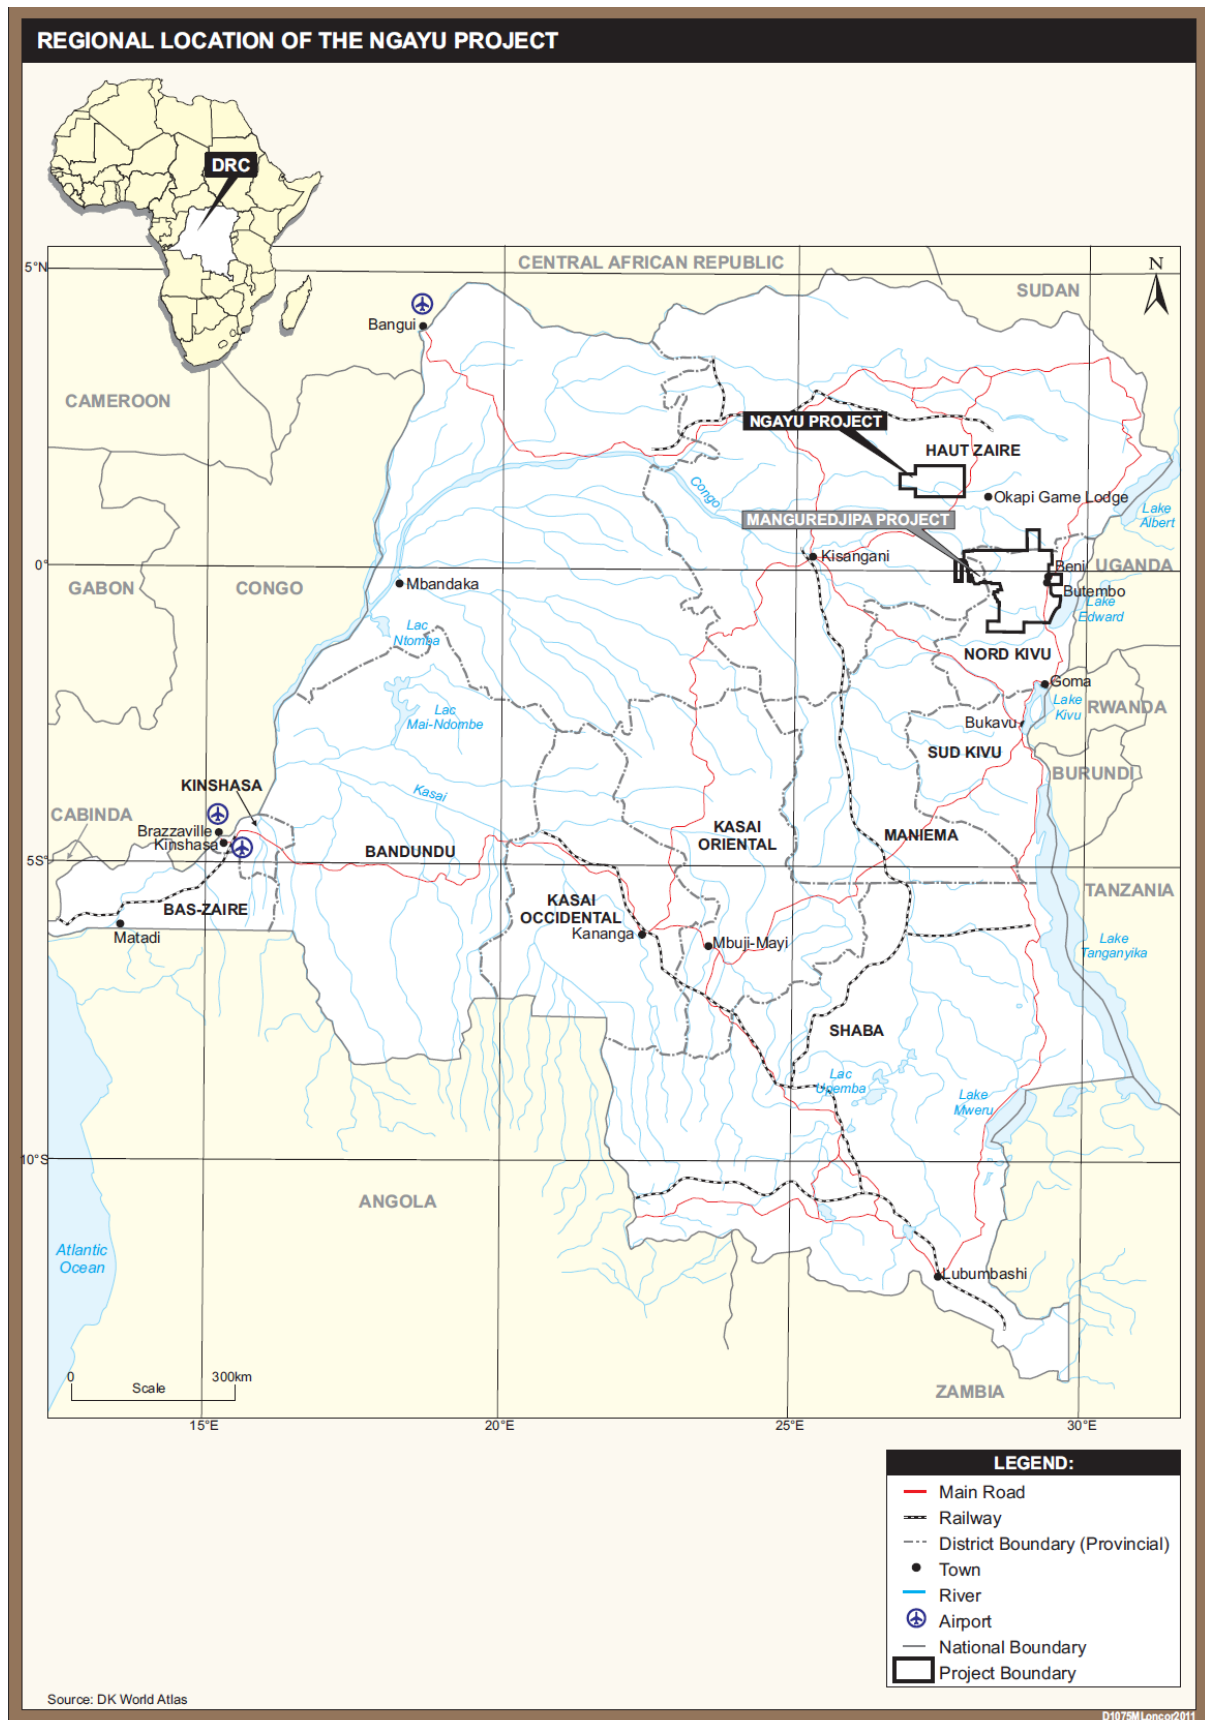 REGIONAL LOCATION OF THE NGAYU PROJECT
DRC
5°N
CENTRAL AFRICAN REPUBLIC
N
SUDAN
Bangui
CAMEROON
NGAYU PROJECT
HAUT ZAIRE
Congo
Okapi Game Lodge
Lake
Albert
MANGUREDJIPA PROJECT
Kisangani
0°
Beni
UGANDA
GABON
CONGO
Mbandaka
Butembo
Lake
Edward
Lac
Ntomba
NORD KIVU
Goma
Lac
Mai-Ndombe
Lake
Kivu
RWANDA
Bukavu
SUD KIVU
BURUNDI
KINSHASA
Kasai
CABINDA
Brazzaville
Kinshasa
KASAI
ORIENTAL
MANIEMA
BANDUNDU
5S°
TANZANIA
BAS-ZAIRE
KASAI
OCCIDENTAL
Kananga
Matadi
Mbuji-Mayi
Lake
Tanganyika
SHABA
Lac
Upemba
Lake
Mweru
10°S
ANGOLA
Atlantic
Ocean
Lubumbashi
0
300km
Scale
ZAMBIA
15°E
20°E
25°E
30°E
LEGEND:
Main Road
Railway
District Boundary (Provincial)
Town
River
Airport
National Boundary
Project Boundary
Source: DK World Atlas
D1075MLoncor2011